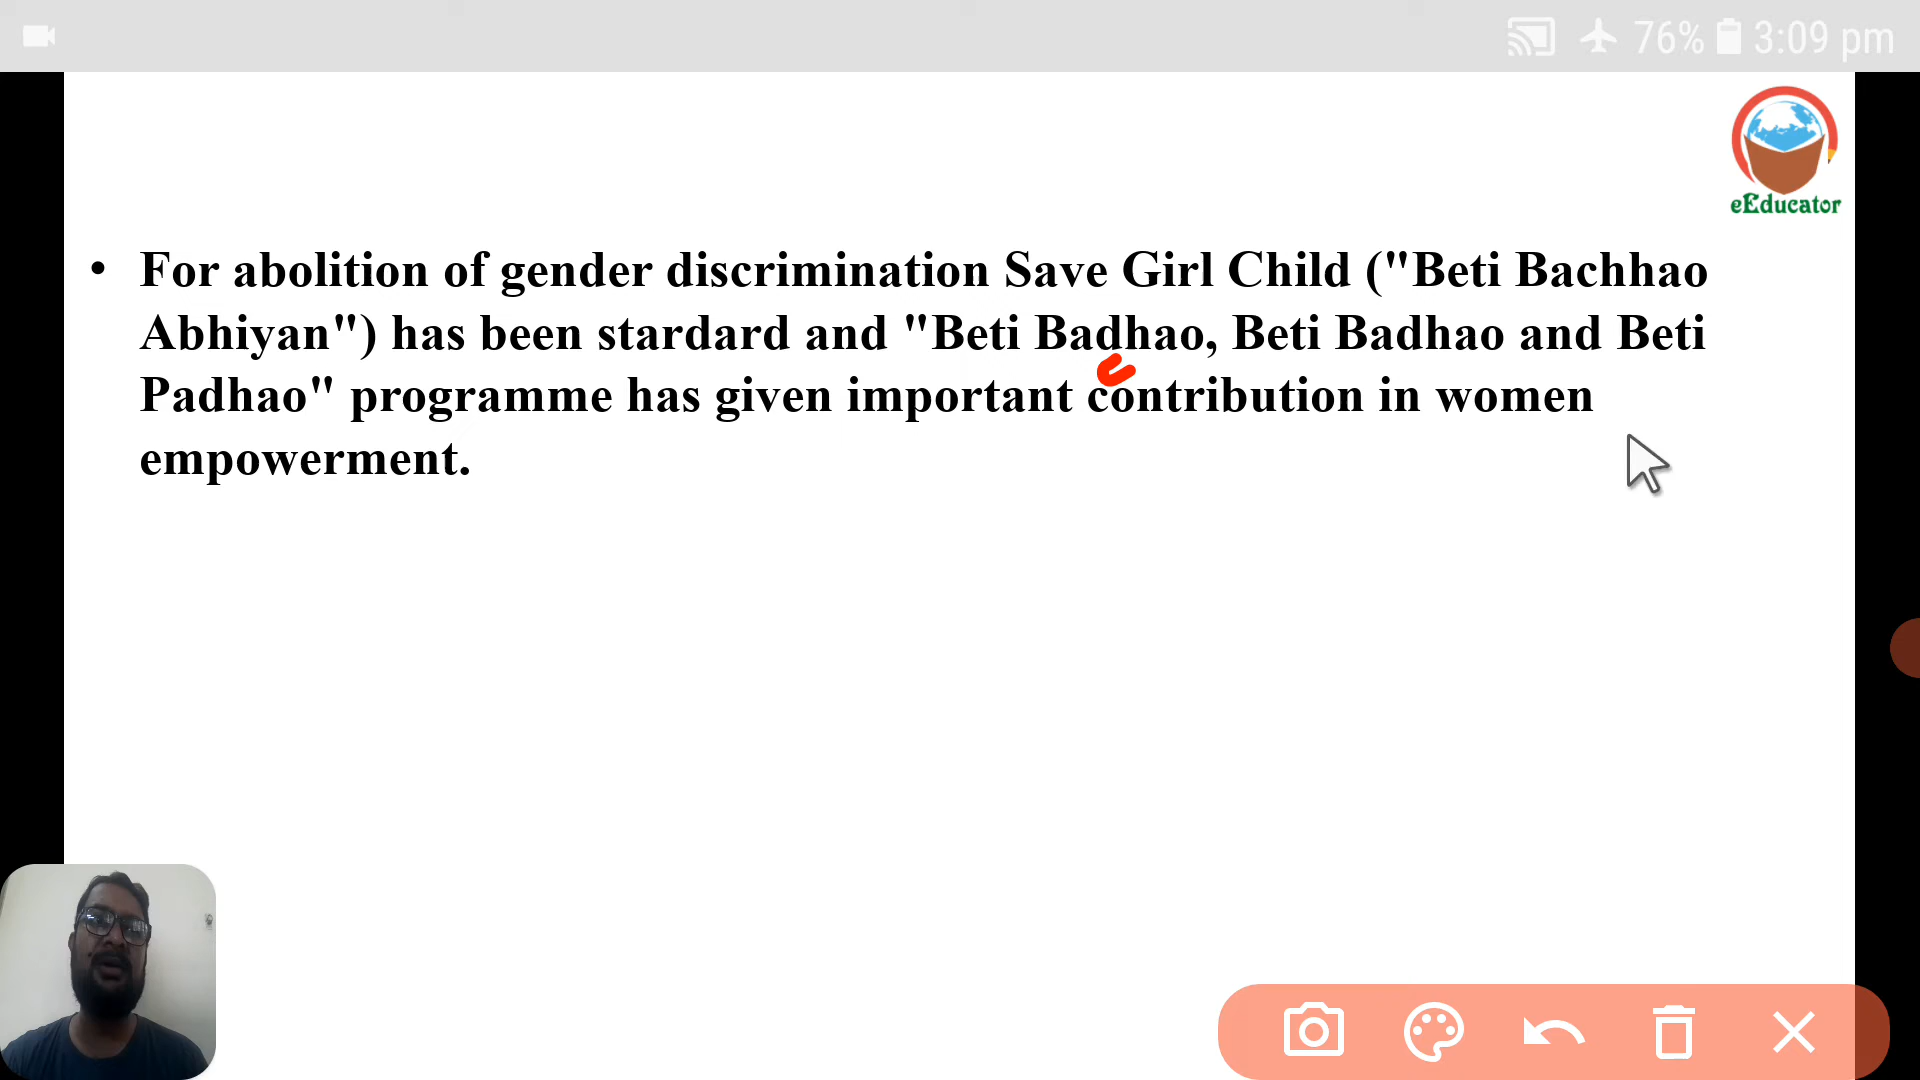 76% 3:09 pm
eEducator
• For abolition of gender discrimination Save Girl Child ("Beti Bachhao
Abhiyan") has been stardard and "Beti Badhao, Beti Badhao and Beti
Padhao" programme has given important contribution in women
empowerment.